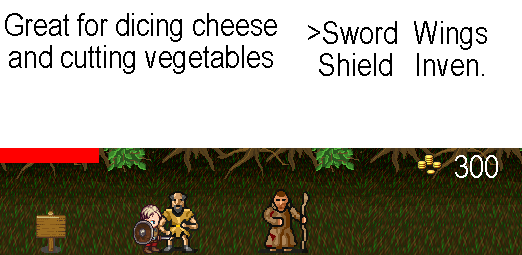 Great for dicing cheese
and cutting vegetables
>Sword Wings
Shield Inven.
300